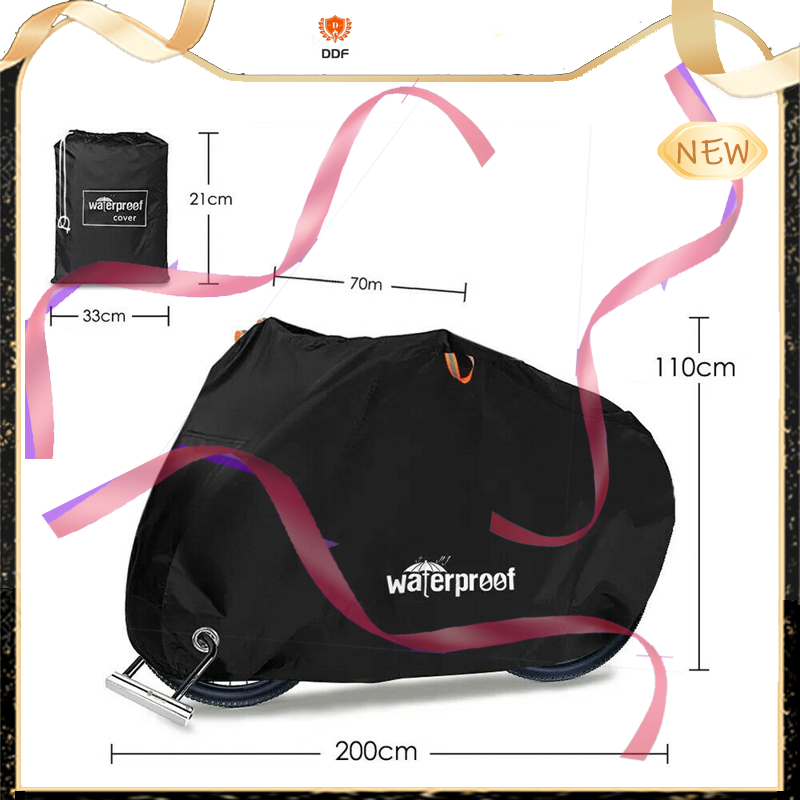 D
DDF
NEW
waterproof
cover
21cm
33cm
70m
110cm
waterproof
200cm